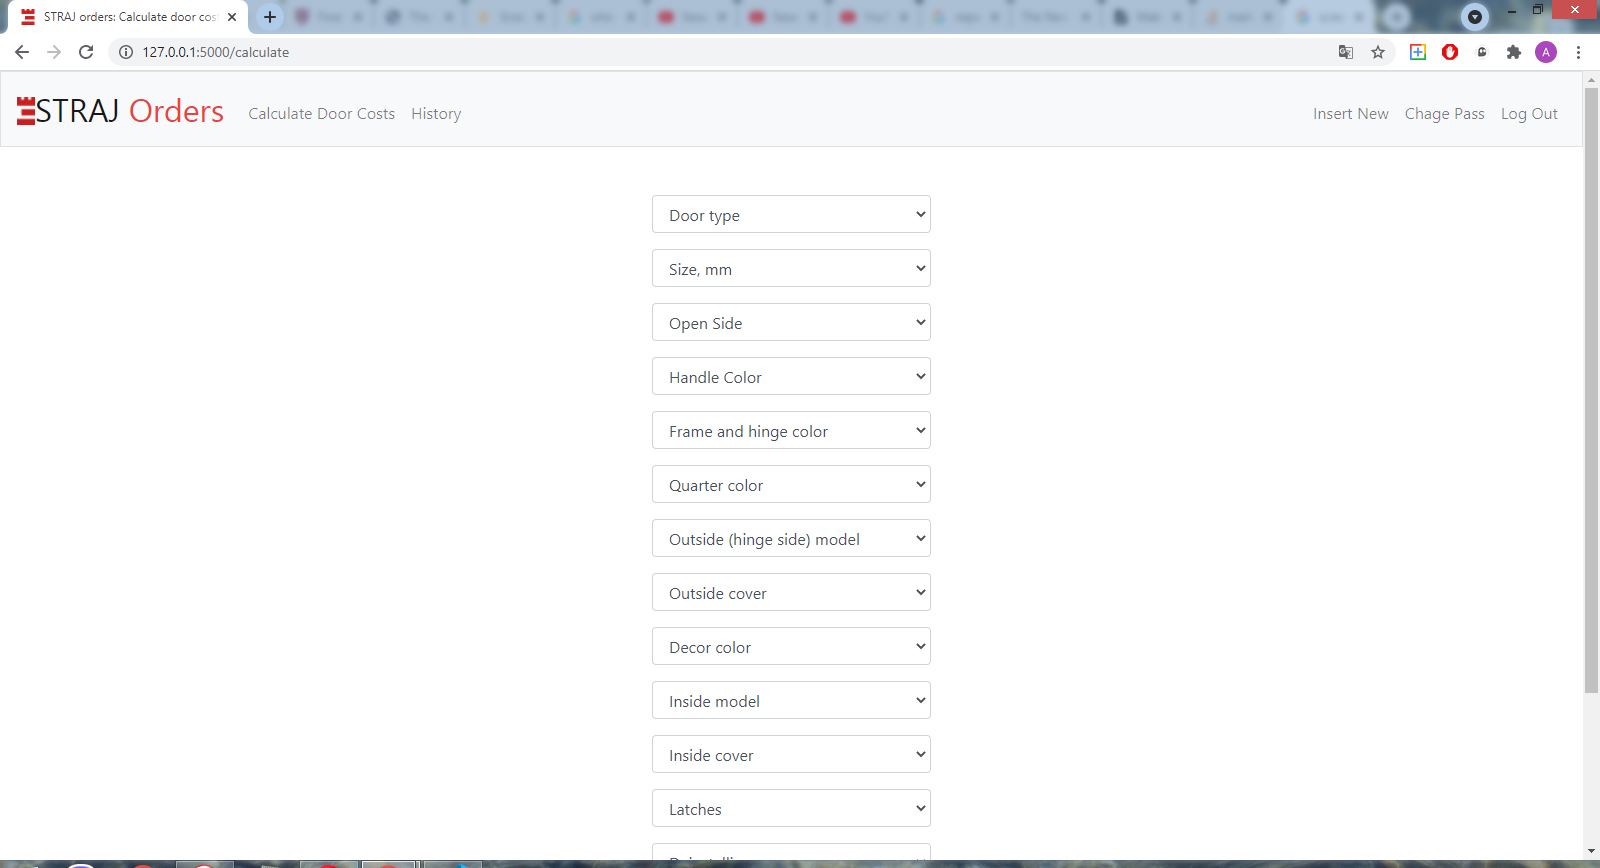 STRAJ orders: Calculate door cos
127.0.0.1:5000/calculate
A
STRAJ Orders
Calculate Door Costs
History
Insert New
Chage Pass
Log Out
Door type
Size, mm
Open Side
Handle Color
Frame and hinge color
Quarter color
Outside (hinge side) model
Outside cover
Decor color
Inside model
Inside cover
Latches